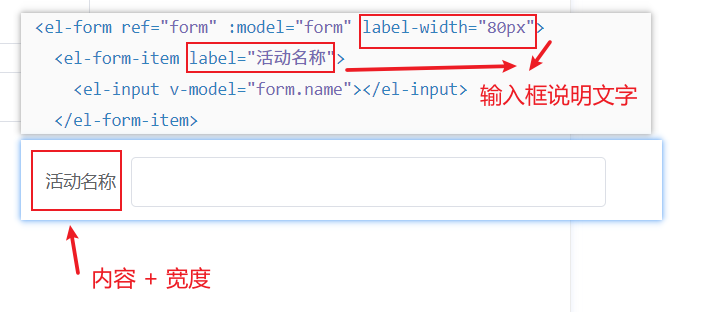 <el-form ref="form" :model="form" label-width="80px">
<el-form-item label="活动名称">
<el-input v-model="form.name"></el-input>
输入框说明文字
</el-form-item>
活动名称
内容 + 宽度